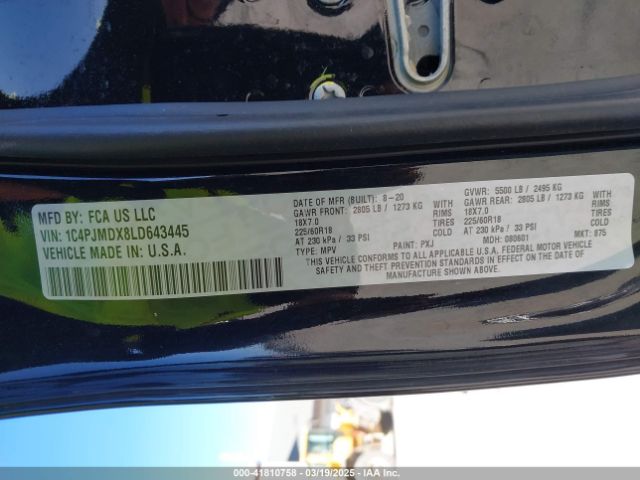 MFD BY: FCA US LLC
VIN: 1C4PJMDX8LD643445
VEHICLE MADE IN: U.S.A.
DATE OF MFR (BUILT): 8-20 GVWR: 5500 LB / 2495 KG
GAWR FRONT: 2805 LB / 1273 KG GAWR REAR: 2805 LB / 1273 KG WITH
18X7.0 RIMS 18X7.0 RIMS
225/60R18 TIRES 225/60R18 TIRES
AT 230 kPa / 33 PSI COLD AT 230 kPa / 33 PSI COLD
TYPE: MPV PAINT: PXJ MDH: 080601 MKT: 875
THIS VEHICLE CONFORMS TO ALL APPLICABLE U.S.A. FEDERAL MOTOR VEHICLE
SAFETY AND THEFT PREVENTION STANDARDS IN EFFECT ON THE DATE OF
MANUFACTURE SHOWN ABOVE.
00-41810758 — 03/19/2025 — IAA Inc.